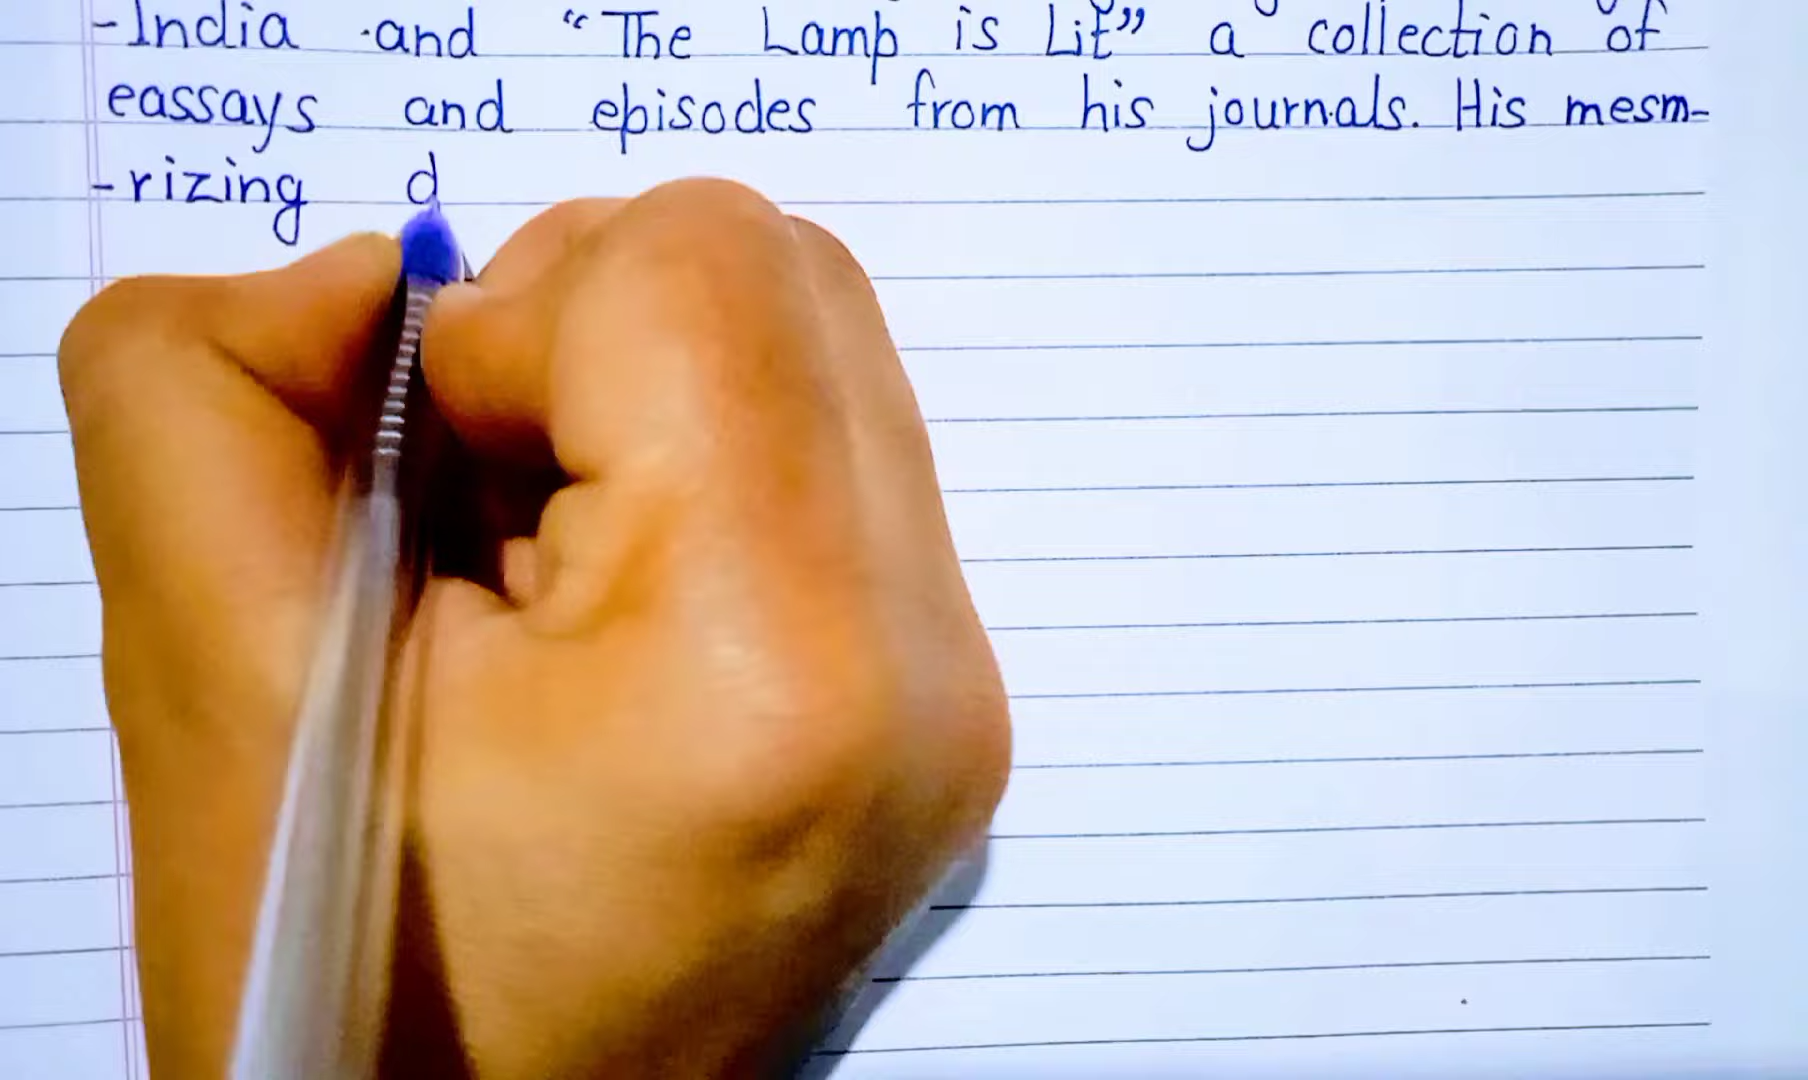 -India and “The Lamp is Lit” a collection of
eassays and episodes from his journals. His mesm-
-rizing d